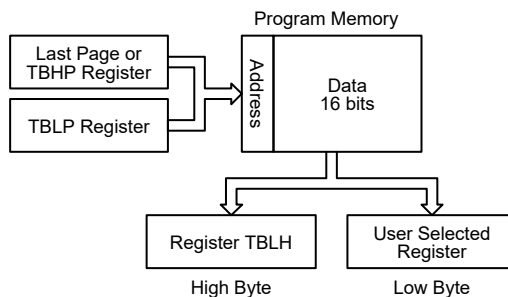 Program Memory
Last Page or
TBHP Register
TBLP Register
Address
Data
16 bits
Register TBLH
User Selected
Register
High Byte
Low Byte